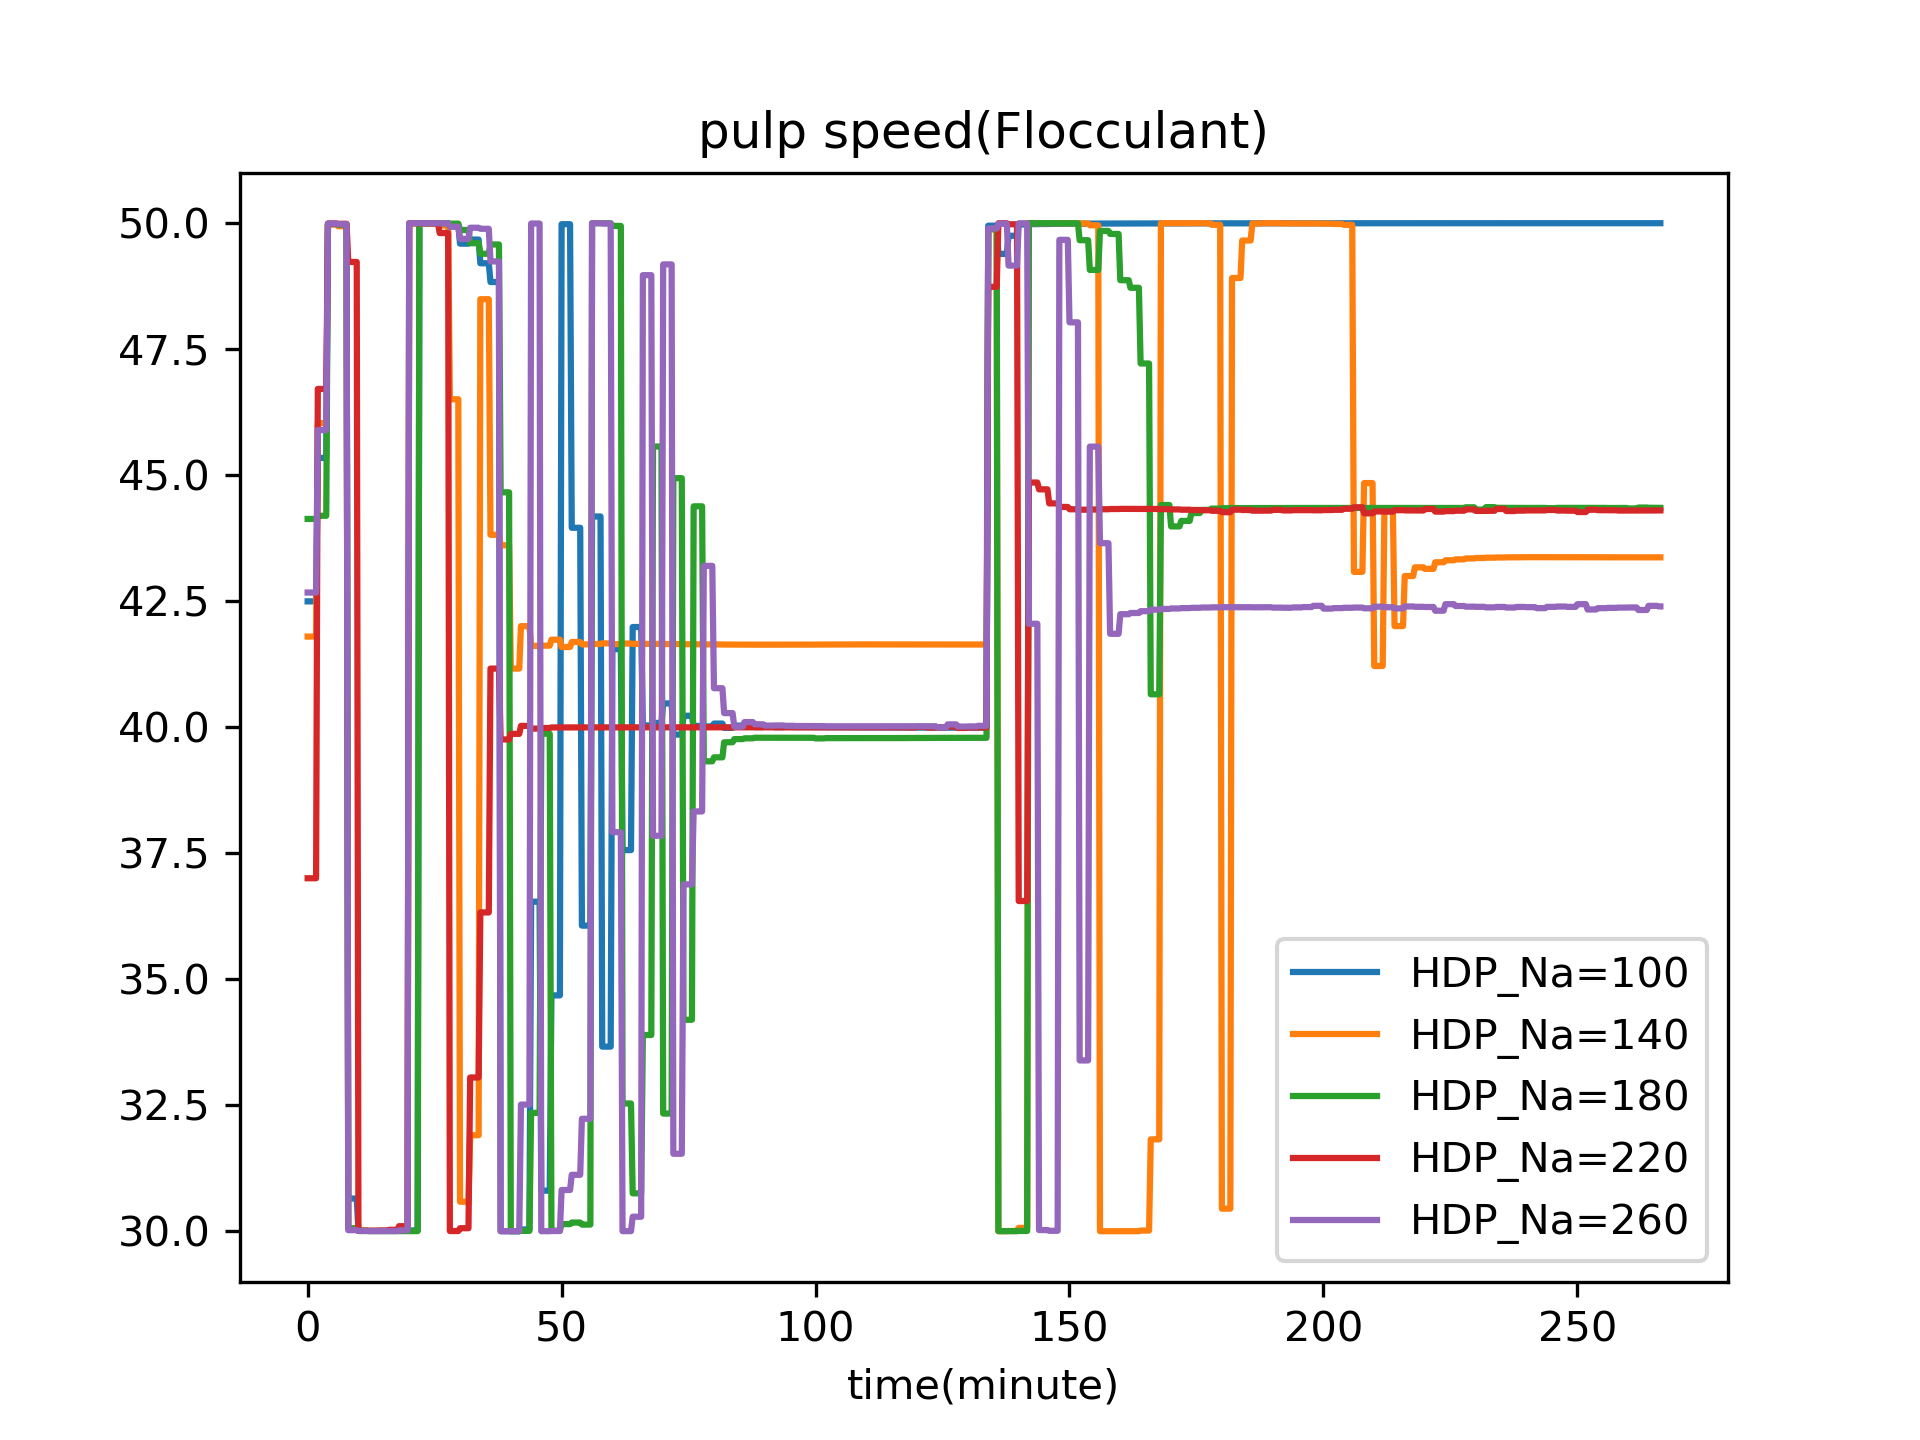 pulp speed(Flocculant)
50.0
47.5
45.0
42.5
40.0
37.5
35.0
32.5
30.0
HDP_Na=100
HDP_Na=140
HDP_Na=180
HDP_Na=220
HDP_Na=260
0 50 100 150 200 250
time(minute)